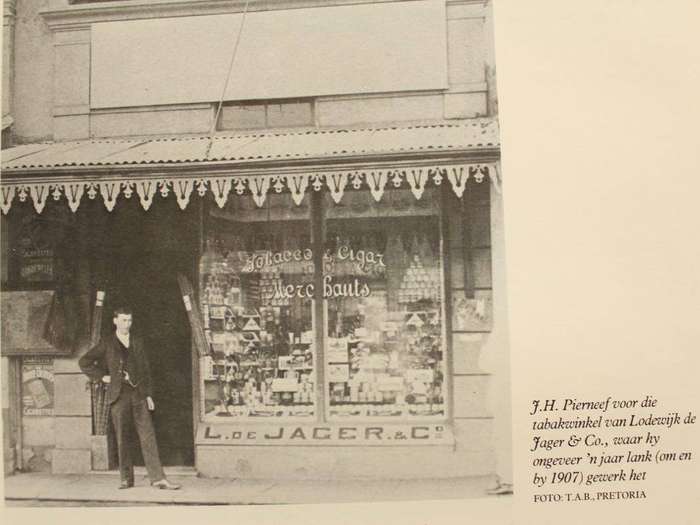 Tobacco & Cigar
Merchants
L. DE JAGER. & Co
J.H. Pierneef voor die
tabakwinkel van Lodewijk de
Jager & Co., waar hy
ongeveer 'n jaar lank (om en
by 1907) gewerk het
FOTO: T.A.B., PRETORIA